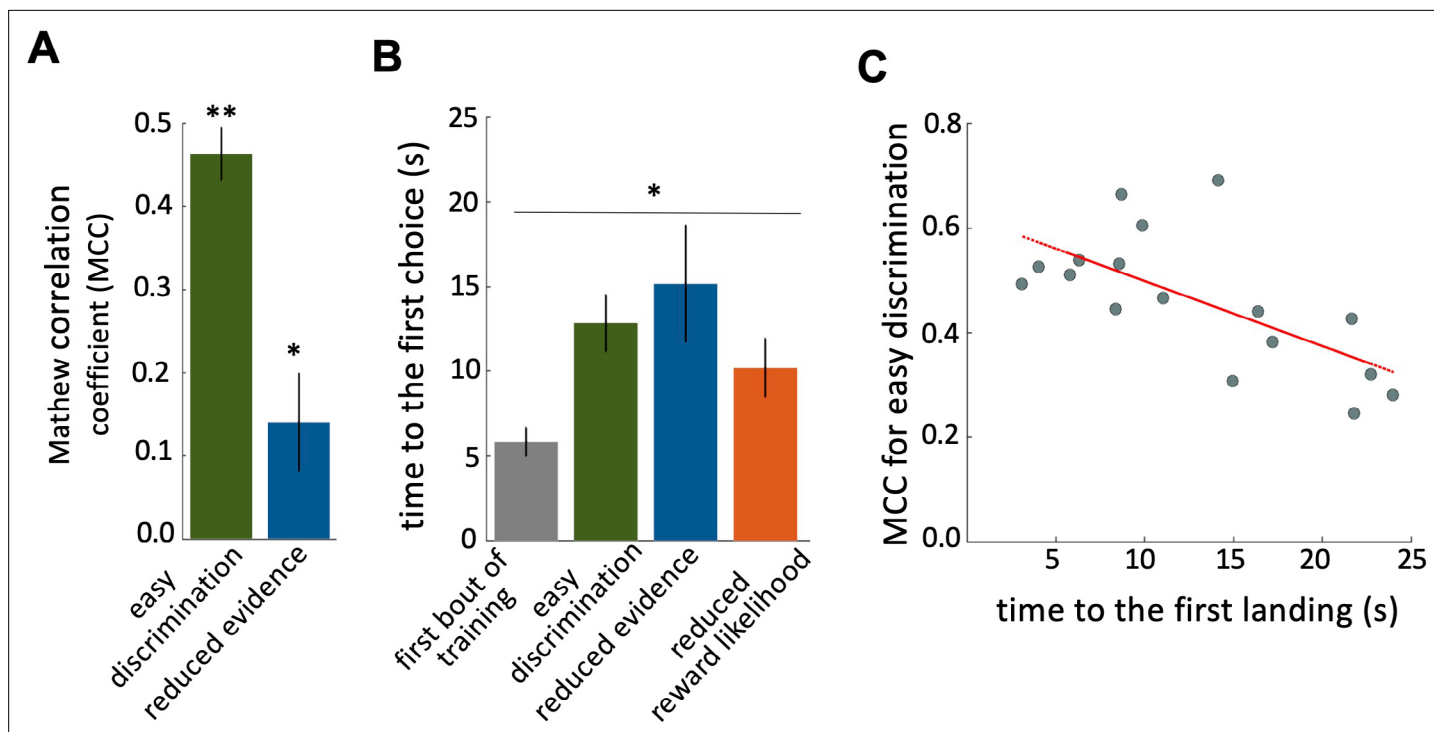 A
Mathew correlation
coefficient (MCC)
0.5
0.4
0.3
0.2
0.1
0.0
**
*
easy
discrimination
reduced evidence
B
time to the first choice (s)
25
20
15
10
5
0
*
first bout of
training
easy
discrimination
reduced evidence
reduced
reward likelihood
C
MCC for easy discrimination
0.8
0.6
0.4
0.2
0.0
5 10 15 20 25
time to the first landing (s)